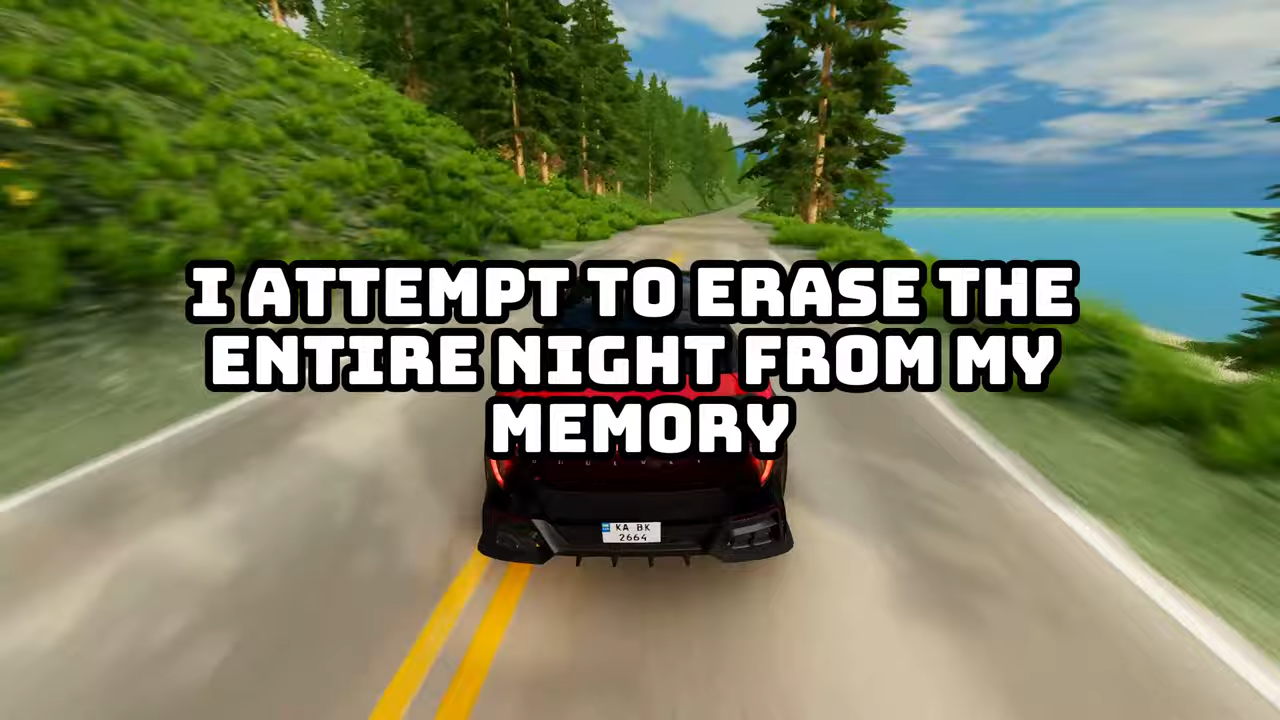 I ATTEMPT TO ERASE THE
ENTIRE NIGHT FROM MY
MEMORY
KA BK
2664